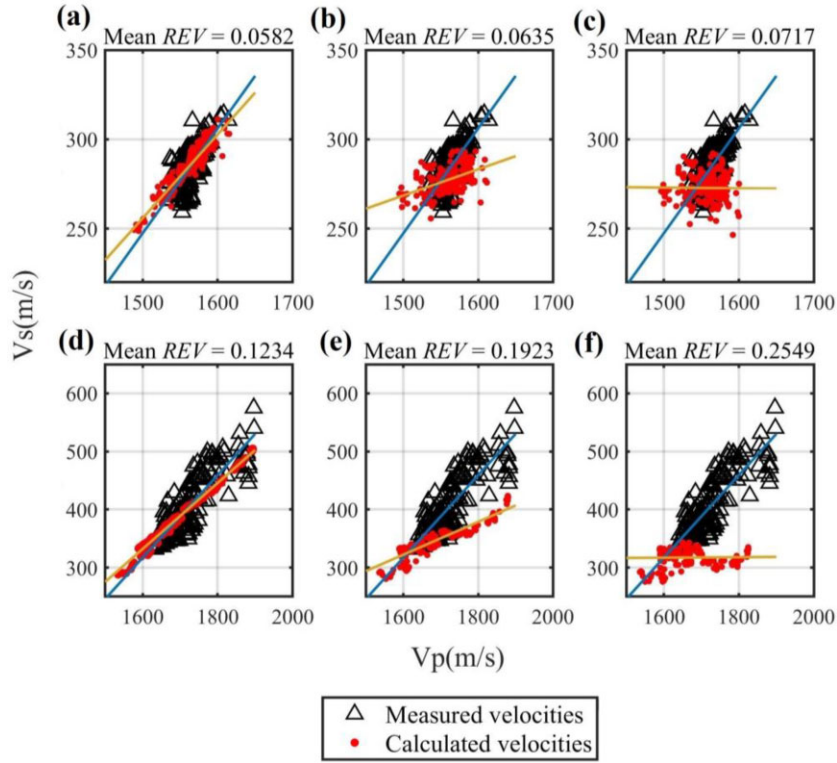 (a) (b) (c)
Mean REV = 0.0582 Mean REV = 0.0635 Mean REV = 0.0717
350 350 350
300 300 300
250 250 250
1500 1600 1700 1500 1600 1700 1500 1600 1700
Vs(m/s)
(d) (e) (f)
Mean REV = 0.1234 Mean REV = 0.1923 Mean REV = 0.2549
600 600 600
500 500 500
400 400 400
300 300 300
1600 1800 2000 1600 1800 2000 1600 1800 2000
Vp(m/s)
Measured velocities
Calculated velocities